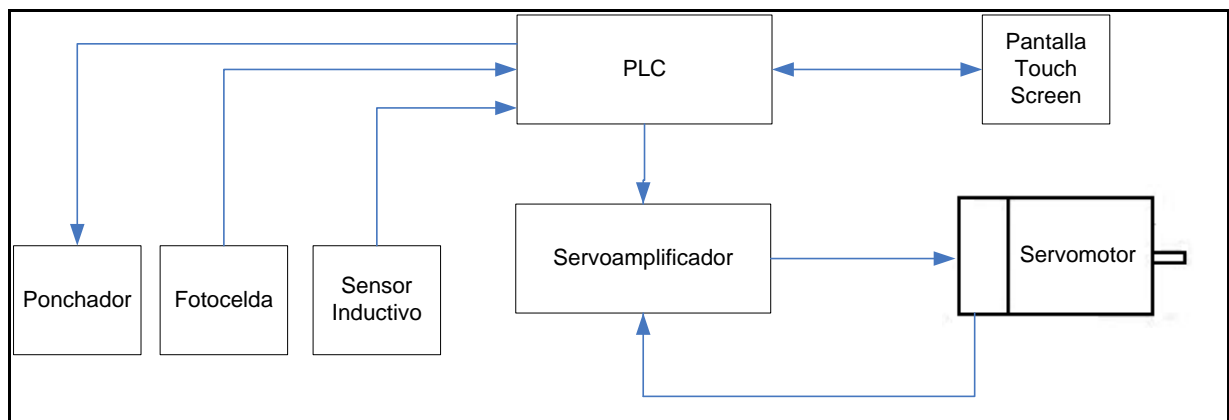 PLC
Pantalla
Touch
Screen
Servoamplificador
Servomotor
Ponchador
Fotocelda
Sensor
Inductivo